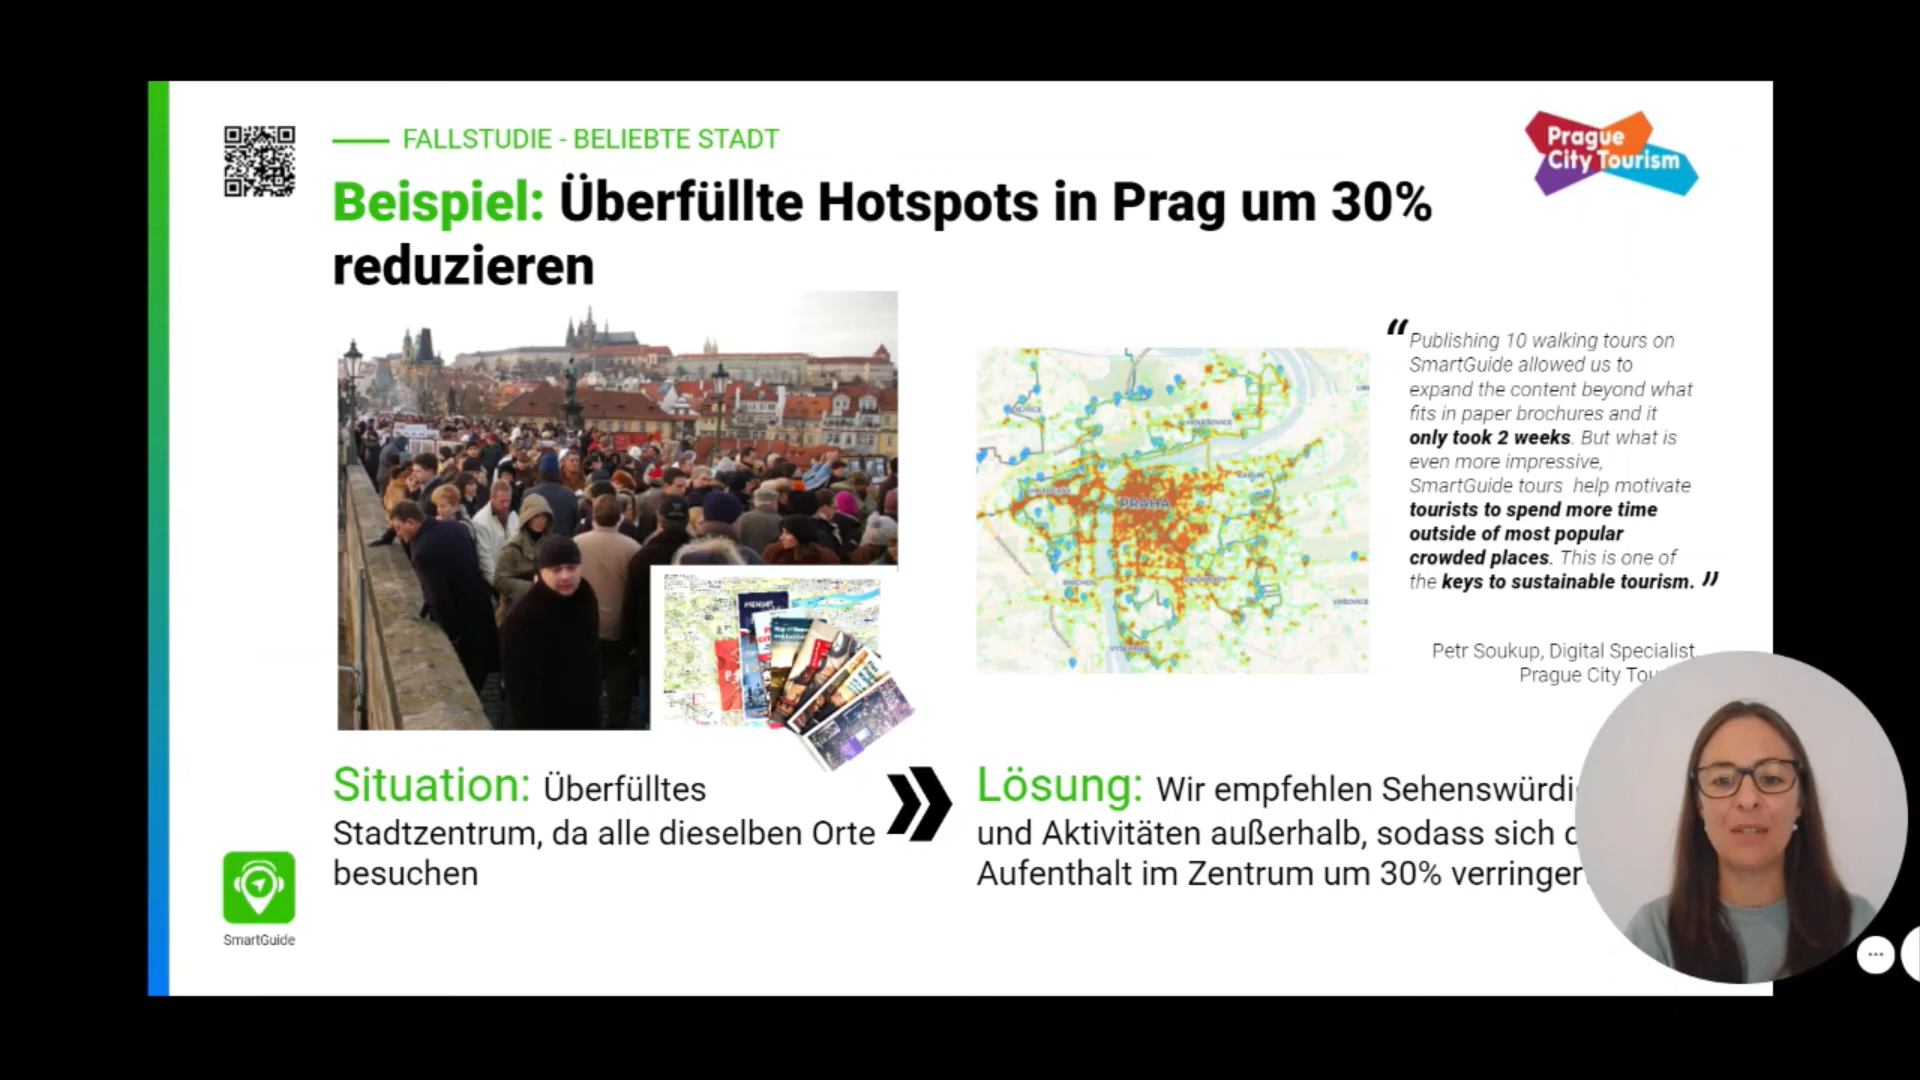 FALLSTUDIE - BELIEBTE STADT
Beispiel: Überfüllte Hotspots in Prag um 30%
reduzieren
Prague
City Tourism
“ Publishing 10 walking tours on
SmartGuide allowed us to
expand the content beyond what
fits in paper brochures and it
only took 2 weeks. But what is
even more impressive,
SmartGuide tours help motivate
tourists to spend more time
outside of most popular
crowded places. This is one of
the keys to sustainable tourism. ”
Petr Soukup, Digital Specialist
Prague City
HOLEŠOVICE
PRAHA
SMÍCHOV
VRŠOVICE
Situation: Überfülltes
Stadtzentrum, da alle dieselben Orte
besuchen
Lösung: Wir empfehlen
und Aktivitäten außerhalb, sodass sich
Aufenthalt im Zentrum um 30%
SmartGuide